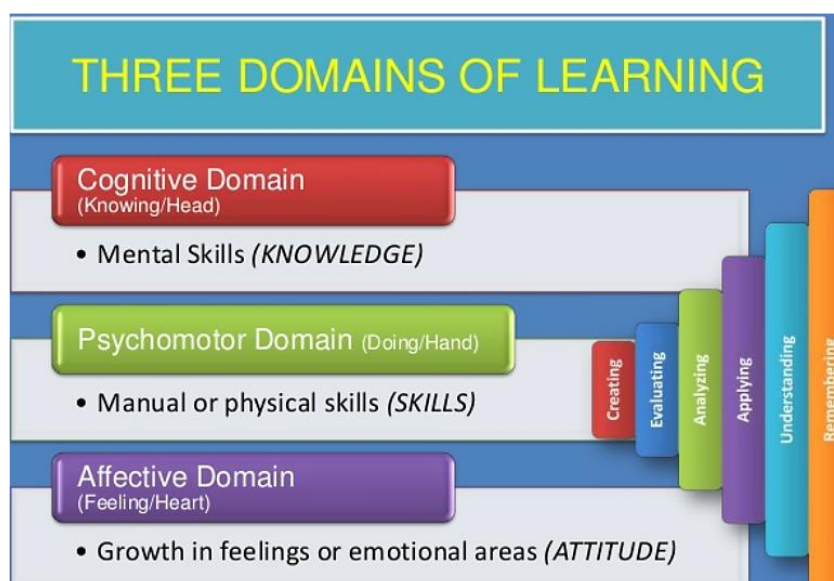 THREE DOMAINS OF LEARNING
Cognitive Domain
(Knowing/Head)
• Mental Skills (KNOWLEDGE)
Psychomotor Domain (Doing/Hand)
• Manual or physical skills (SKILLS)
Affective Domain
(Feeling/Heart)
• Growth in feelings or emotional areas (ATTITUDE)
Creating
Evaluating
Analyzing
Applying
Understanding
Remembering